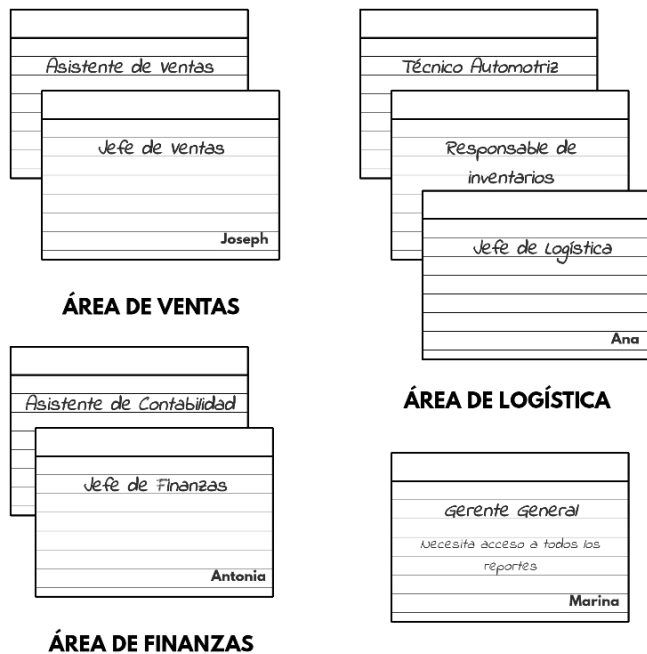 Asistente de Ventas
Jefe de Ventas
Joseph
ÁREA DE VENTAS
Técnico Automotriz
Responsable de
inventarios
Jefe de Logística
Ana
ÁREA DE LOGÍSTICA
Asistente de Contabilidad
Jefe de Finanzas
Antonia
ÁREA DE FINANZAS
Gerente General
Necesita acceso a todos los
reportes
Marina